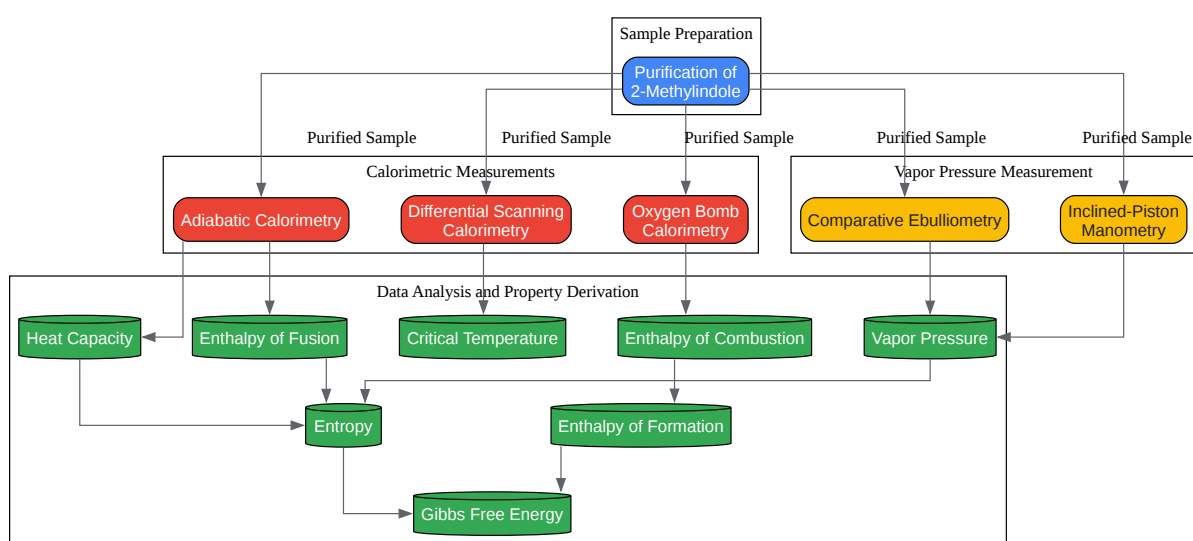 Sample Preparation
Purification of
2-Methylindole
Purified Sample
Purified Sample
Purified Sample
Purified Sample
Purified Sample
Calorimetric Measurements
Vapor Pressure Measurement
Adiabatic Calorimetry
Differential Scanning
Calorimetry
Oxygen Bomb
Calorimetry
Comparative Ebulliometry
Inclined-Piston
Manometry
Data Analysis and Property Derivation
Heat Capacity
Enthalpy of Fusion
Critical Temperature
Enthalpy of Combustion
Vapor Pressure
Entropy
Enthalpy of Formation
Gibbs Free Energy